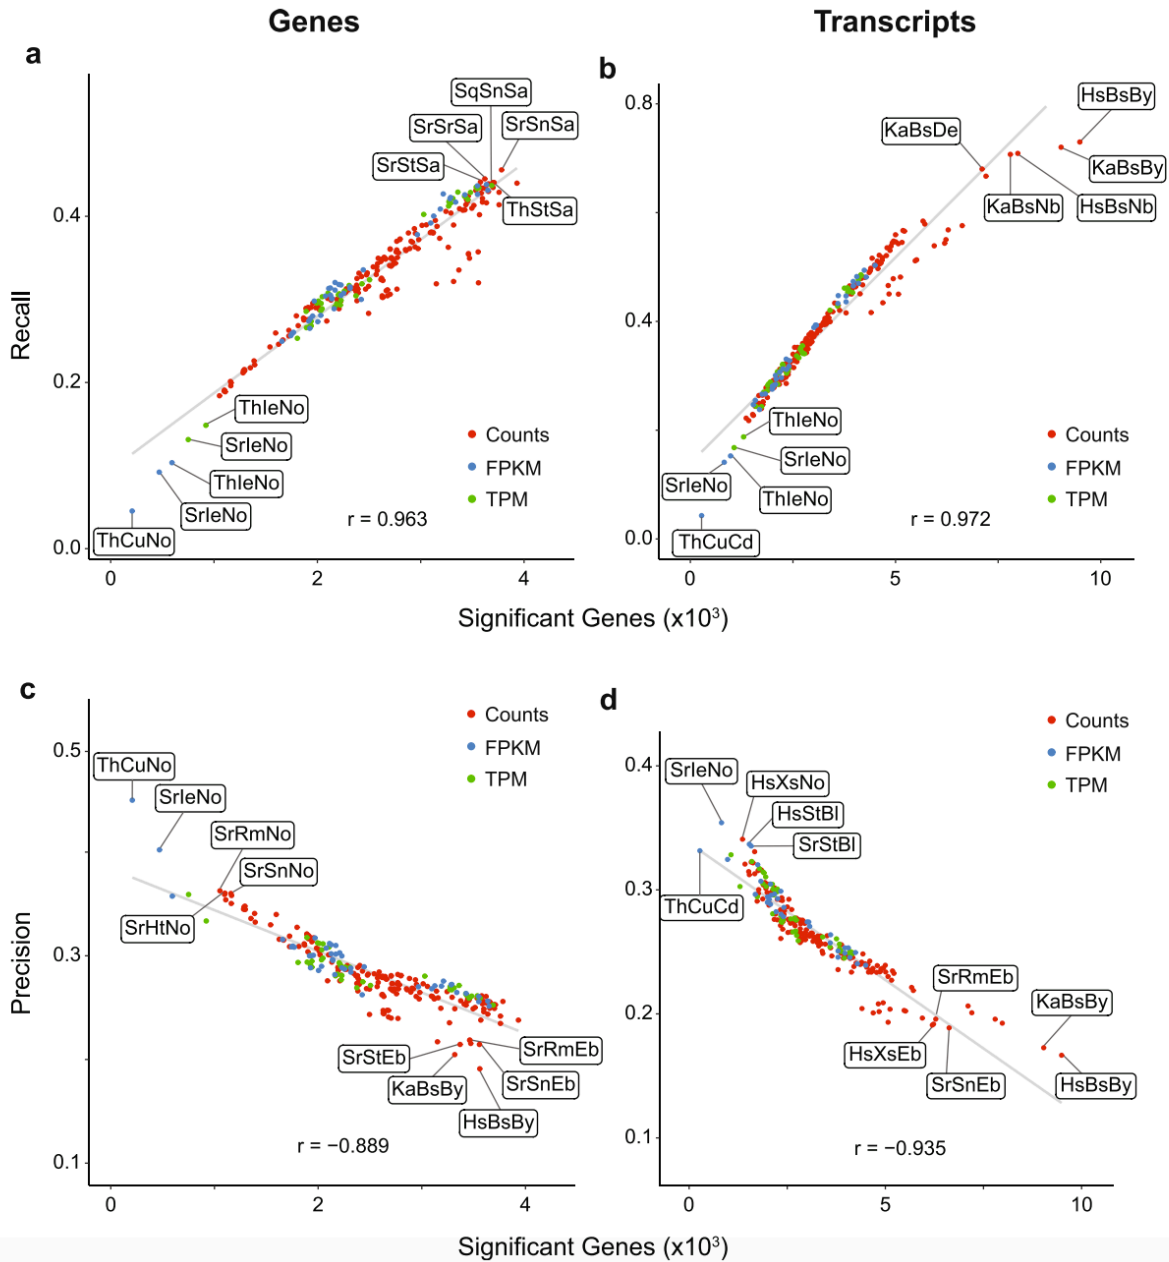 Genes
Transcripts
a
SqSnSa
SrSrSa
SrSnSa
SrStSa
ThStSa
0.4
0.2
0.0
Recall
ThIeNo
SrIeNo
ThIeNo
SrIeNo
ThCuNo
Counts
FPKM
TPM
r = 0.963
0
2
4
b
0.8
0.4
0.0
HsBsBy
KaBsDe
KaBsBy
KaBsNb
HsBsNb
ThIeNo
SrIeNo
SrIeNo
ThIeNo
ThCuCd
Counts
FPKM
TPM
r = 0.972
0
5
10
Significant Genes (x10³)
c
0.5
0.3
0.1
Precision
ThCuNo
SrIeNo
SrRmNo
SrSnNo
SrHtNo
Counts
FPKM
TPM
SrStEb
SrRmEb
KaBsBy
SrSnEb
HsBsBy
r = −0.889
0
2
4
d
0.4
0.3
0.2
0.1
SrIeNo
HsXsNo
HsStBl
SrStBl
ThCuCd
Counts
FPKM
TPM
SrRmEb
KaBsBy
HsXsEb
SrSnEb
HsBsBy
r = −0.935
0
5
10
Significant Genes (x10³)